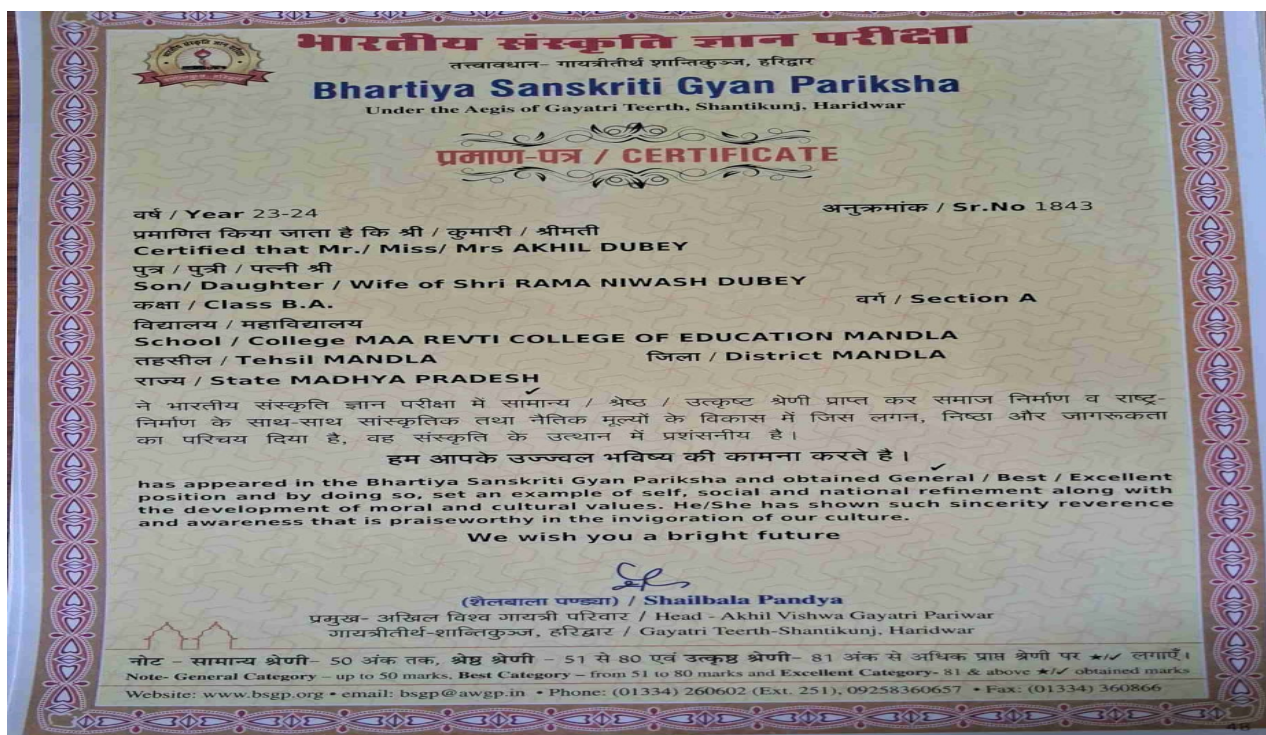 भारतीय संस्कृति ज्ञान परीक्षा
तत्त्वावधान- गायत्रीतीर्थ शान्तिकुञ्ज, हरिद्वार
Bhartiya Sanskriti Gyan Pariksha
Under the Aegis of Gayatri Teerth, Shantikunj, Haridwar
प्रमाण-पत्र / CERTIFICATE
वर्ष / Year 23-24 अनुक्रमांक / Sr.No 1843
प्रमाणित किया जाता है कि श्री / कुमारी / श्रीमती
Certified that Mr./ Miss/ Mrs AKHIL DUBEY
पुत्र / पुत्री / पत्नी श्री
Son/ Daughter / Wife of Shri RAMA NIWASH DUBEY
कक्षा / Class B.A. वर्ग / Section A
विद्यालय / महाविद्यालय
School / College MAA REVTI COLLEGE OF EDUCATION MANDLA
तहसील / Tehsil MANDLA जिला / District MANDLA
राज्य / State MADHYA PRADESH
ने भारतीय संस्कृति ज्ञान परीक्षा में सामान्य / श्रेष्ठ / उत्कृष्ट श्रेणी प्राप्त कर समाज निर्माण व राष्ट्र-
निर्माण के साथ-साथ सांस्कृतिक तथा नैतिक मूल्यों के विकास में जिस लगन, निष्ठा और जागरूकता
का परिचय दिया है, वह संस्कृति के उत्थान में प्रशंसनीय है।
हम आपके उज्ज्वल भविष्य की कामना करते है।
has appeared in the Bhartiya Sanskriti Gyan Pariksha and obtained General / Best / Excellent
position and by doing so, set an example of self, social and national refinement along with
the development of moral and cultural values. He/She has shown such sincerity reverence
and awareness that is praiseworthy in the invigoration of our culture.
We wish you a bright future
(शैलबाला पण्ड्या) / Shailbala Pandya
प्रमुख- अखिल विश्व गायत्री परिवार / Head - Akhil Vishwa Gayatri Pariwar
गायत्रीतीर्थ-शान्तिकुञ्ज, हरिद्वार / Gayatri Teerth-Shantikunj, Haridwar
नोट - सामान्य श्रेणी- 50 अंक तक, श्रेष्ठ श्रेणी - 51 से 80 एवं उत्कृष्ठ श्रेणी- 81 अंक से अधिक प्राप्त श्रेणी पर ★/✓ लगाएँ।
Note- General Category – up to 50 marks, Best Category – from 51 to 80 marks and Excellent Category- 81 & above ★/✓ obtained marks
Website: www.bsgp.org • email: bsgp@awgp.in • Phone: (01334) 260602 (Ext. 251), 09258360657 • Fax: (01334) 360866
48